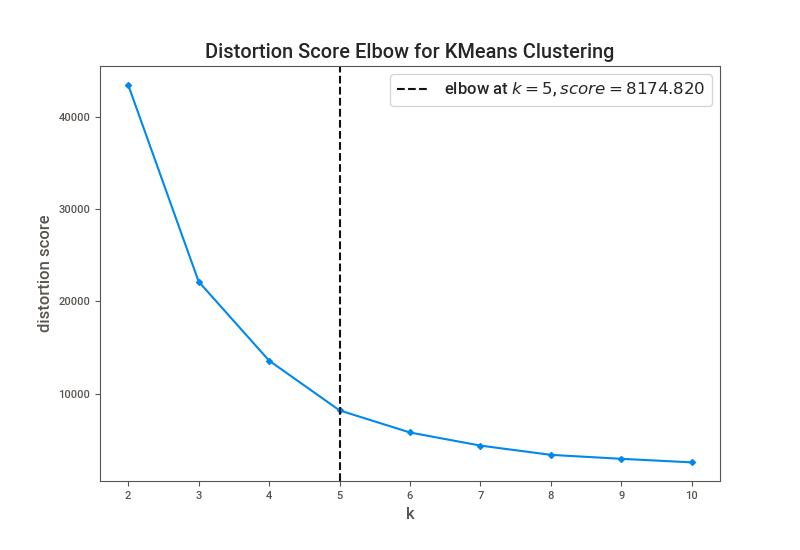 Distortion Score Elbow for KMeans Clustering
elbow at k = 5, score = 8174.820
distortion score
40000
30000
20000
10000
2 3 4 5 6 7 8 9 10
k